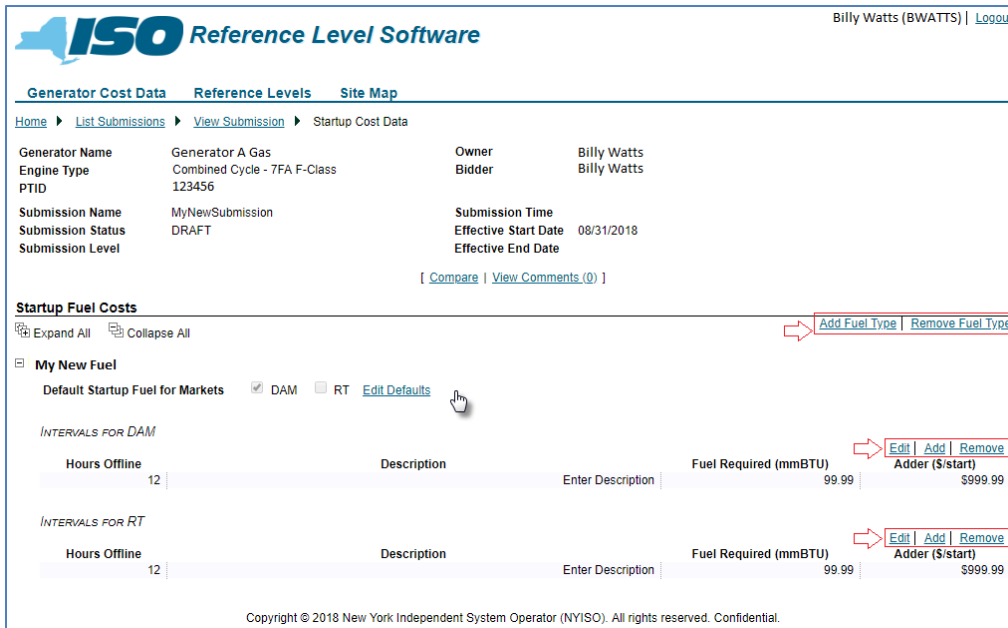 Billy Watts (BWATTS) | Logou
ISO Reference Level Software
Generator Cost Data Reference Levels Site Map
Home List Submissions View Submission Startup Cost Data
Generator Name Generator A Gas Owner Billy Watts
Engine Type Combined Cycle - 7FA F-Class Bidder Billy Watts
PTID 123456
Submission Name MyNewSubmission Submission Time
Submission Status DRAFT Effective Start Date 08/31/2018
Submission Level Effective End Date
[ Compare | View Comments (0) ]
Startup Fuel Costs
Expand All Collapse All Add Fuel Type | Remove Fuel Type
My New Fuel
Default Startup Fuel for Markets DAM RT Edit Defaults
INTERVALS FOR DAM
Edit | Add | Remove
Hours Offline Description Fuel Required (mmBTU) Adder ($/start)
12 Enter Description 99.99 $999.99
INTERVALS FOR RT
Edit | Add | Remove
Hours Offline Description Fuel Required (mmBTU) Adder ($/start)
12 Enter Description 99.99 $999.99
Copyright © 2018 New York Independent System Operator (NYISO). All rights reserved. Confidential.